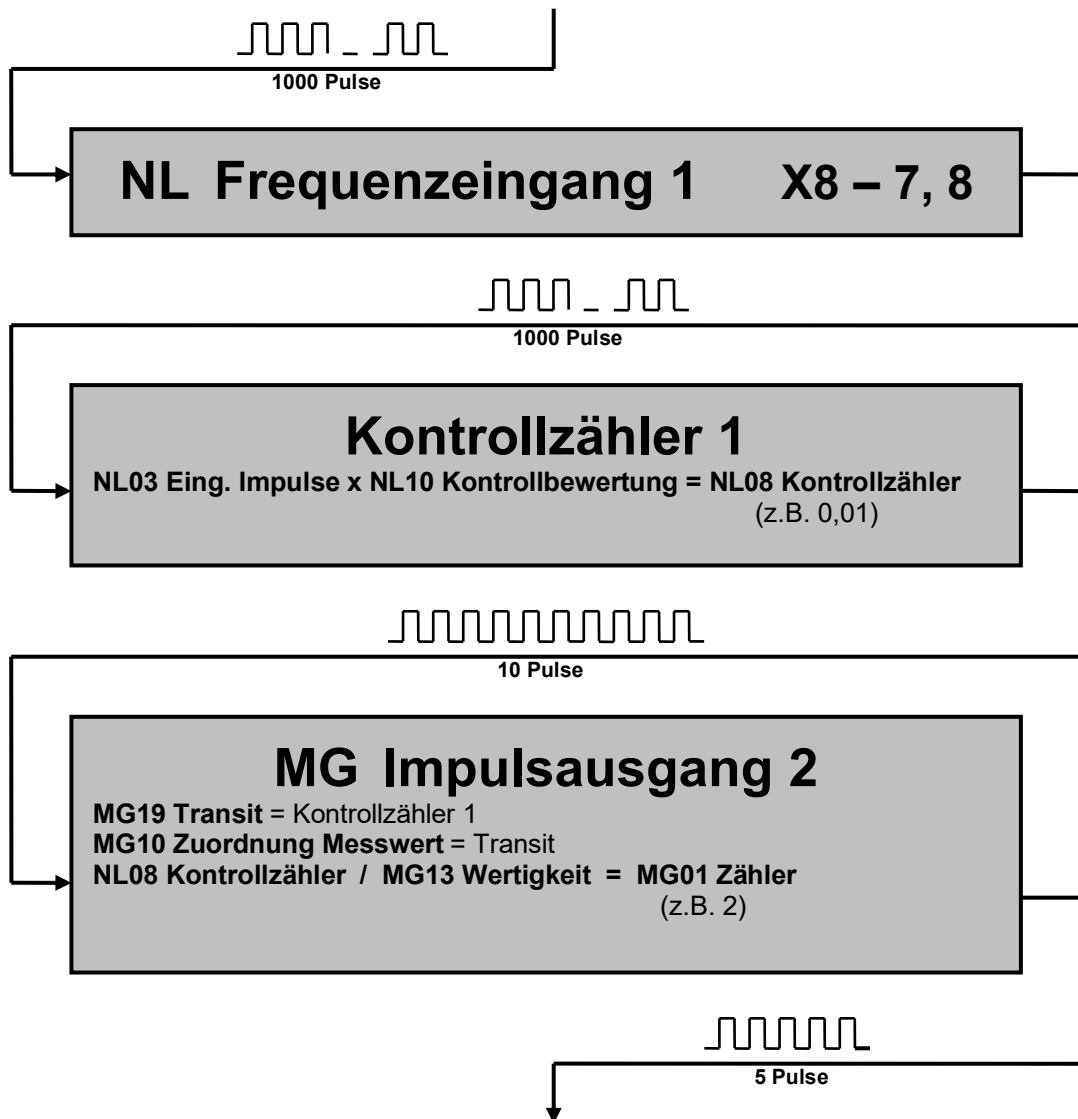 1000 Pulse
NL Frequenzeingang 1 X8 – 7, 8
1000 Pulse
Kontrollzähler 1
NL03 Eing. Impulse x NL10 Kontrollbewertung = NL08 Kontrollzähler
(z.B. 0,01)
10 Pulse
MG Impulsausgang 2
MG19 Transit = Kontrollzähler 1
MG10 Zuordnung Messwert = Transit
NL08 Kontrollzähler / MG13 Wertigkeit = MG01 Zähler
(z.B. 2)
5 Pulse